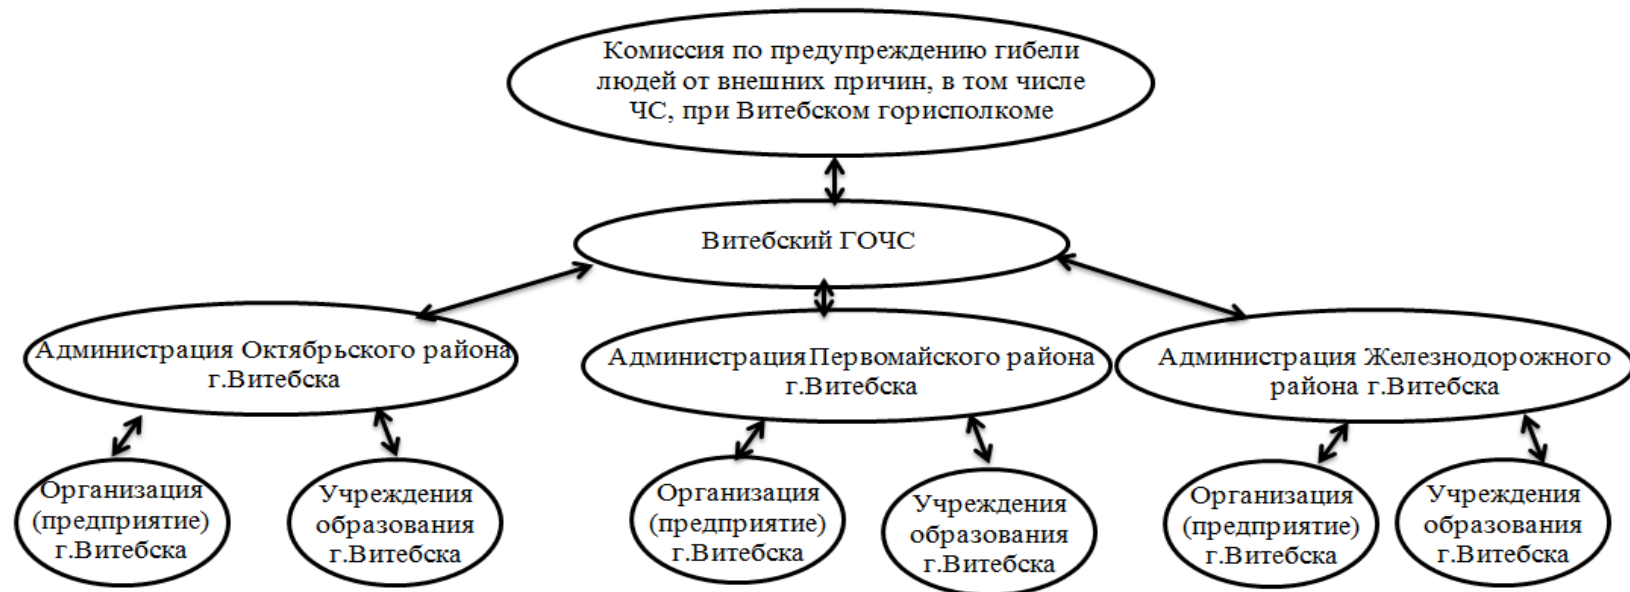 Комиссия по предупреждению гибели
людей от внешних причин, в том числе
ЧС, при Витебском горисполкоме
Витебский ГОЧС
Администрация Октябрьского района
г.Витебска
Администрация Первомайского района
г.Витебска
Администрация Железнодорожного
района г.Витебска
Организация
(предприятие)
г.Витебска
Учреждения
образования
г.Витебска
Организация
(предприятие)
г.Витебска
Учреждения
образования
г.Витебска
Организация
(предприятие)
г.Витебска
Учреждения
образования
г.Витебска